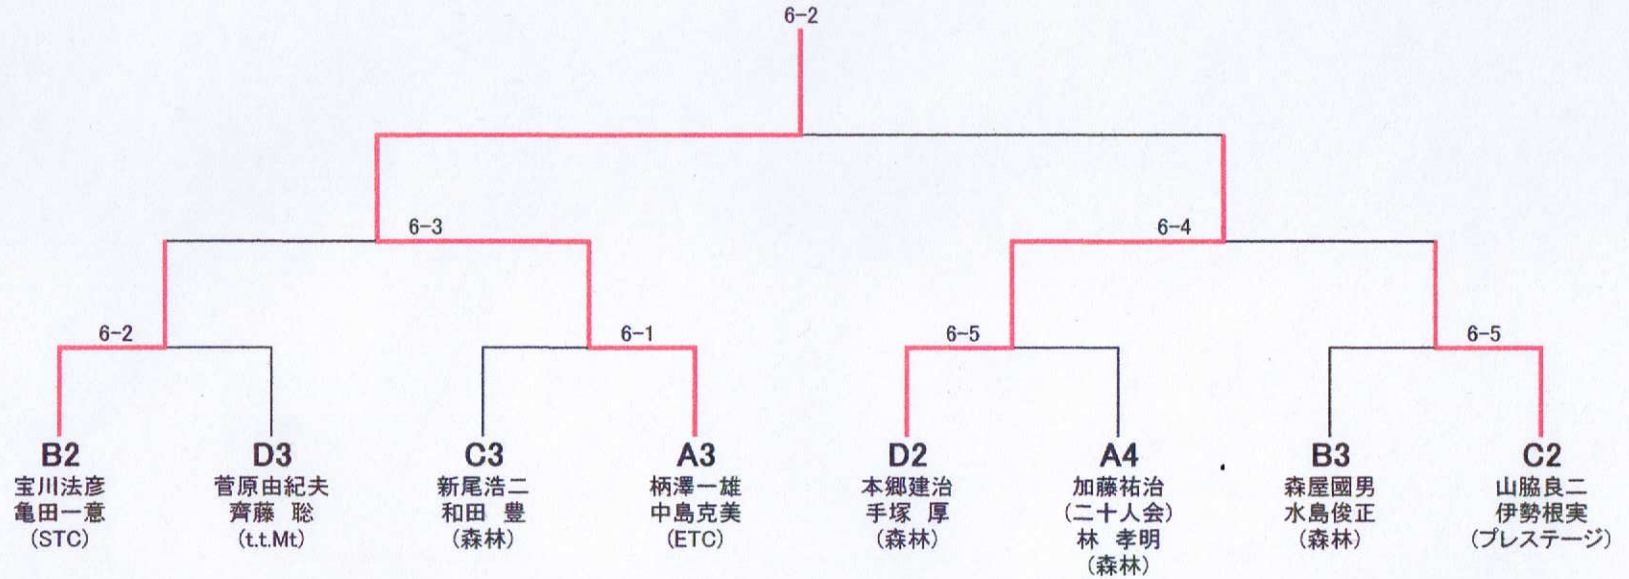 6-2
6-3
6-4
6-2
6-1
6-5
6-5
B2
宝川法彦
亀田一意
(STC)
D3
菅原由紀夫
齊藤 聡
(t.t.Mt)
C3
新尾浩二
和田 豊
(森林)
A3
柄澤一雄
中島克美
(ETC)
D2
本郷建治
手塚 厚
(森林)
A4
加藤祐治
(二十人会)
林 孝明
(森林)
B3
森屋國男
水島俊正
(森林)
C2
山脇良二
伊勢根実
(プレステージ)